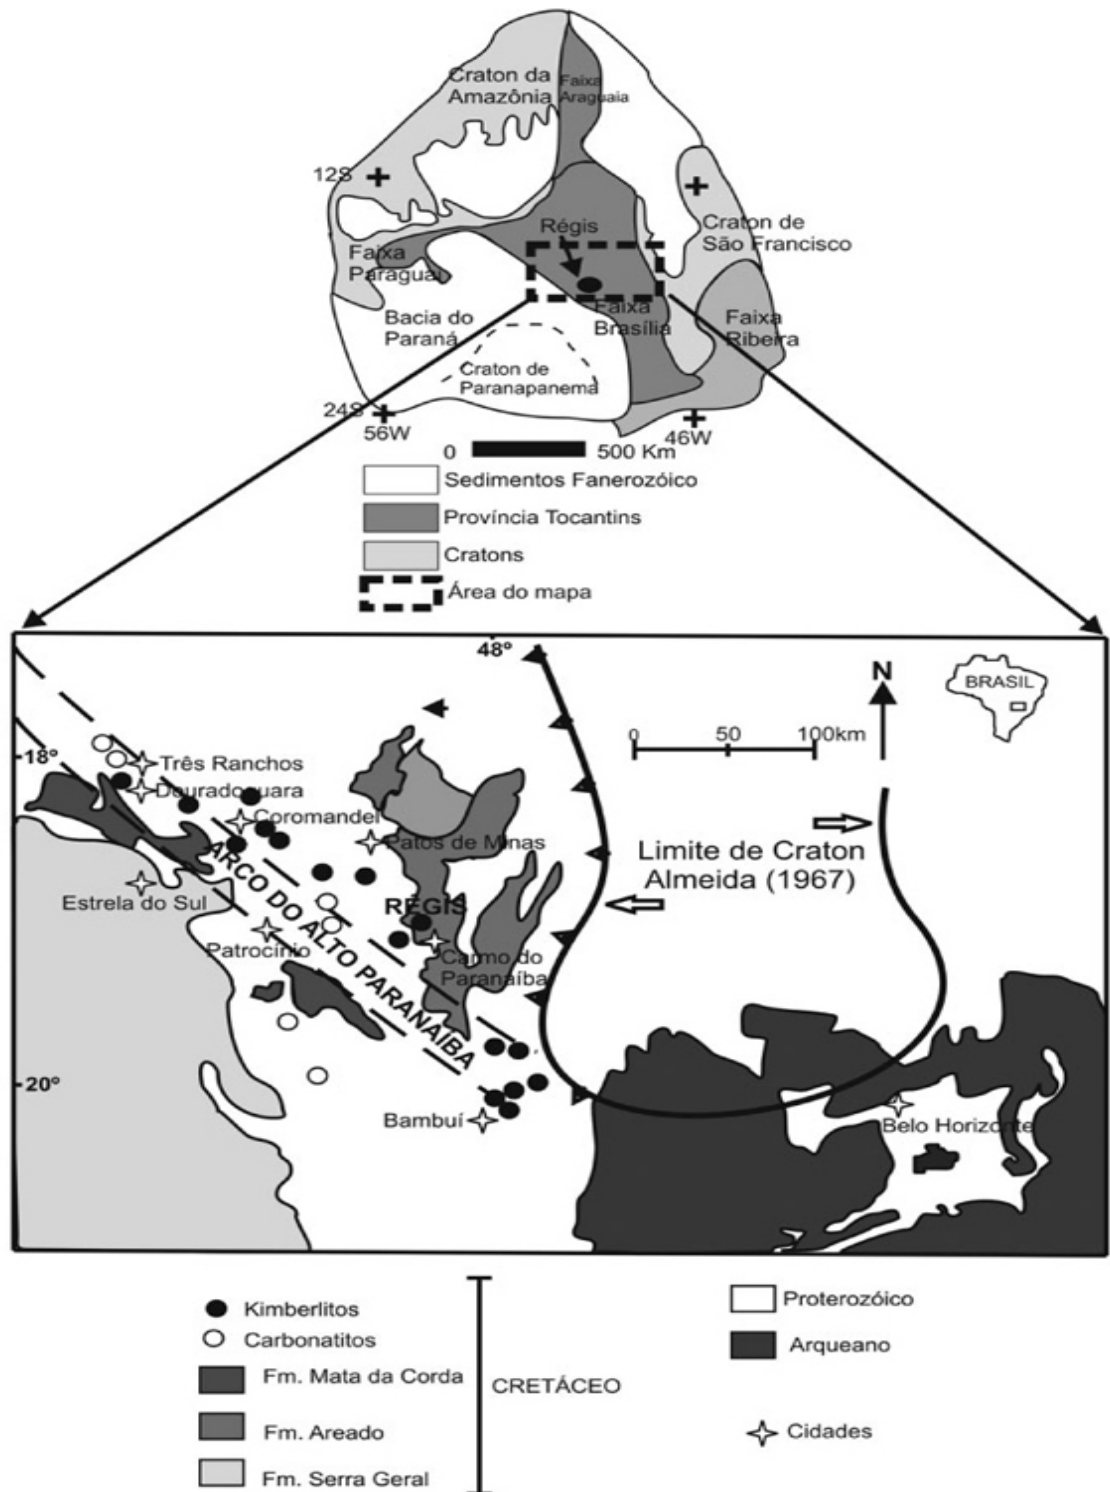 Craton da
Amazônia
Faixa
Araguaia
12S
Craton de
São Francisco
Régis
Faixa
Paraguai
Bacia do
Paraná
Faixa
Brasília
Faixa
Ribeira
Craton de
Paranapanema
24S
56W
46W
0
500 Km
Sedimentos Fanerozóico
Província Tocantins
Cratons
Área do mapa
48°
N
BRASIL
0
50
100km
18°
Três Ranchos
Douradoquara
Coromandel
Patos de Minas
Limite de Craton
Almeida (1967)
Estrela do Sul
RÉGIS
ARCO DO ALTO PARANAÍBA
Patrocínio
Carmo do
Paranaíba
20°
Bambuí
Belo Horizonte
Kimberlitos
Carbonatitos
Fm. Mata da Corda
Fm. Areado
Fm. Serra Geral
CRETÁCEO
Proterozóico
Arqueano
Cidades